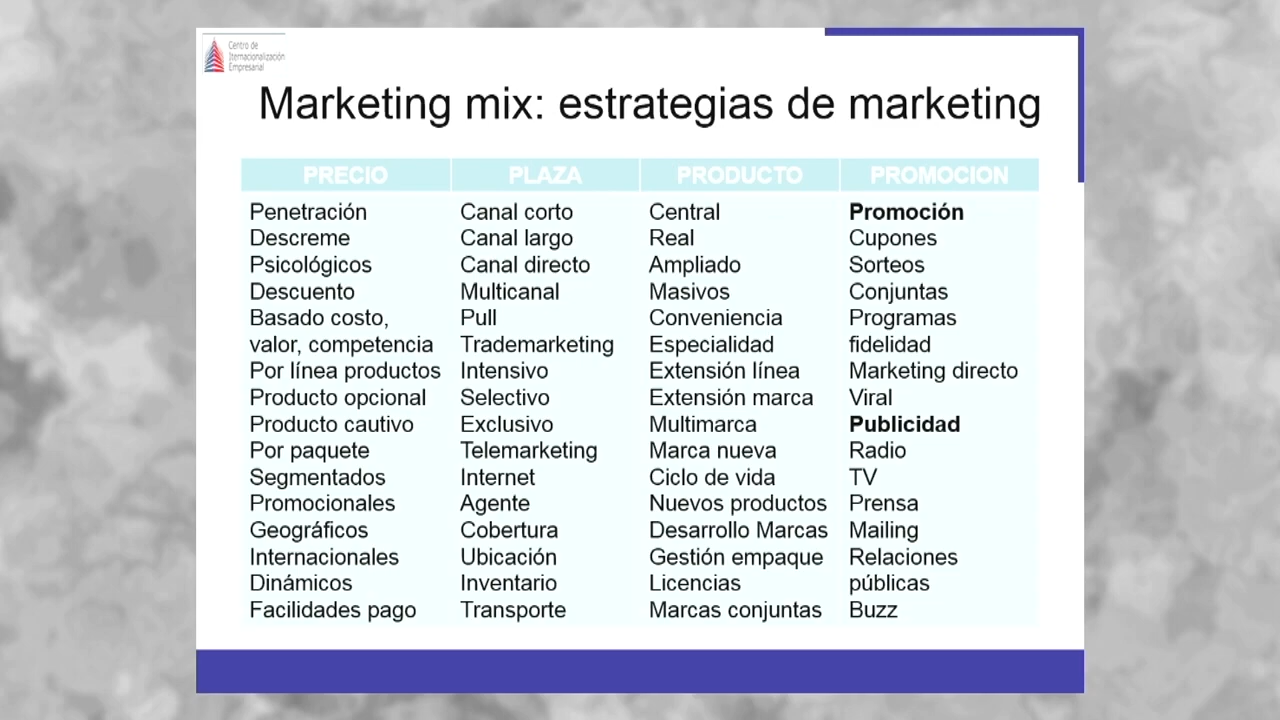 Centro de
Iternacionalización
Empresarial
Marketing mix: estrategias de marketing
PRECIO PLAZA PRODUCTO PROMOCION
Penetración Canal corto Central Promoción
Descreme Canal largo Real Cupones
Psicológicos Canal directo Ampliado Sorteos
Descuento Multicanal Masivos Conjuntas
Basado costo, Pull Conveniencia Programas
valor, competencia Trademarketing Especialidad fidelidad
Por línea productos Intensivo Extensión línea Marketing directo
Producto opcional Selectivo Extensión marca Viral
Producto cautivo Exclusivo Multimarca Publicidad
Por paquete Telemarketing Marca nueva Radio
Segmentados Internet Ciclo de vida TV
Promocionales Agente Nuevos productos Prensa
Geográficos Cobertura Desarrollo Marcas Mailing
Internacionales Ubicación Gestión empaque Relaciones
Dinámicos Inventario Licencias públicas
Facilidades pago Transporte Marcas conjuntas Buzz